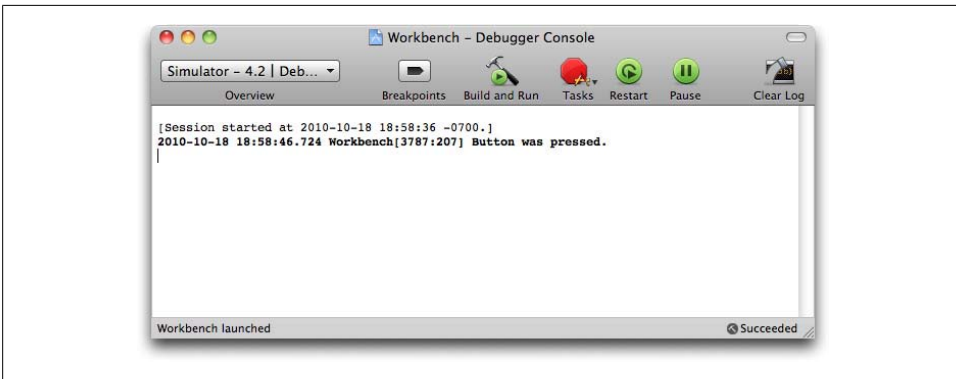 Workbench – Debugger Console
Simulator – 4.2 | Deb...
Overview
Breakpoints
Build and Run
Tasks
Restart
Pause
Clear Log
[Session started at 2010-10-18 18:58:36 -0700.]
2010-10-18 18:58:46.724 Workbench[3787:207] Button was pressed.
Workbench launched
Succeeded